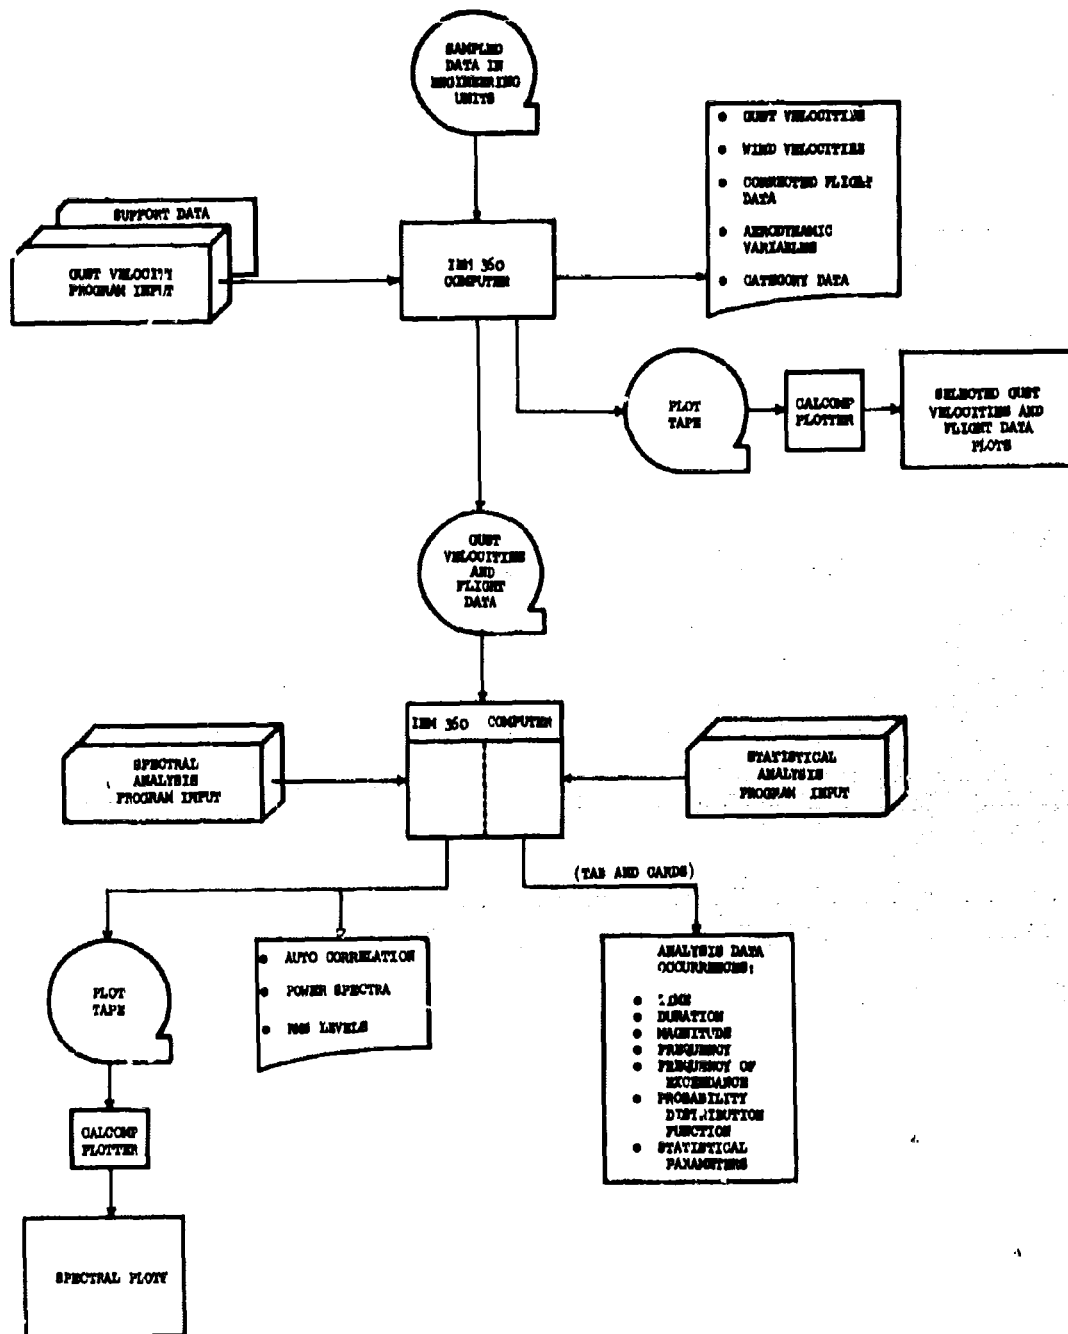 SAMPLED
DATA IN
ENGINEERING
UNITS
• GUST VELOCITIES
• WIND VELOCITIES
• CORRECTED FLIGHT
DATA
• AERODYNAMIC
VARIABLES
• CATEGORY DATA
SUPPORT DATA
GUST VELOCITY
PROGRAM INPUT
IBM 360
COMPUTER
PLOT
TAPE
CALCOMP
PLOTTER
SELECTED GUST
VELOCITIES AND
FLIGHT DATA
PLOTS
GUST
VELOCITIES
AND
FLIGHT
DATA
IBM 360 COMPUTER
SPECTRAL
ANALYSIS
PROGRAM INPUT
STATISTICAL
ANALYSIS
PROGRAM INPUT
(TAB AND CARDS)
PLOT
TAPE
• AUTO CORRELATION
• POWER SPECTRA
• RMS LEVELS
ANALYSIS DATA
OCCURRENCES:
• TIME
• DURATION
• MAGNITUDE
• FREQUENCY
• FREQUENCY OF
EXCEEDANCE
• PROBABILITY
DISTRIBUTION
FUNCTION
• STATISTICAL
PARAMETERS
CALCOMP
PLOTTER
SPECTRAL PLOTY